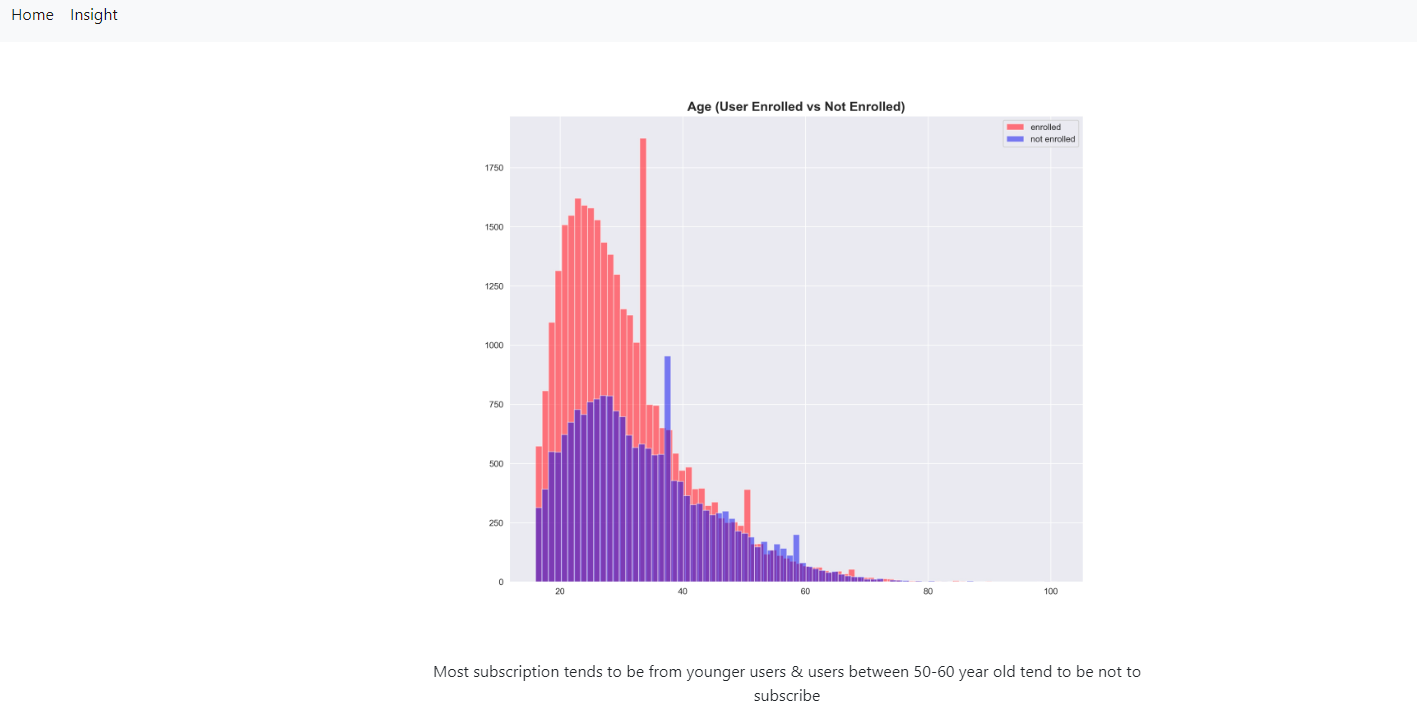 Home Insight
Age (User Enrolled vs Not Enrolled)
enrolled
not enrolled
1750
1500
1250
1000
750
500
250
0
20 40 60 80 100
Most subscription tends to be from younger users & users between 50-60 year old tend to be not to
subscribe